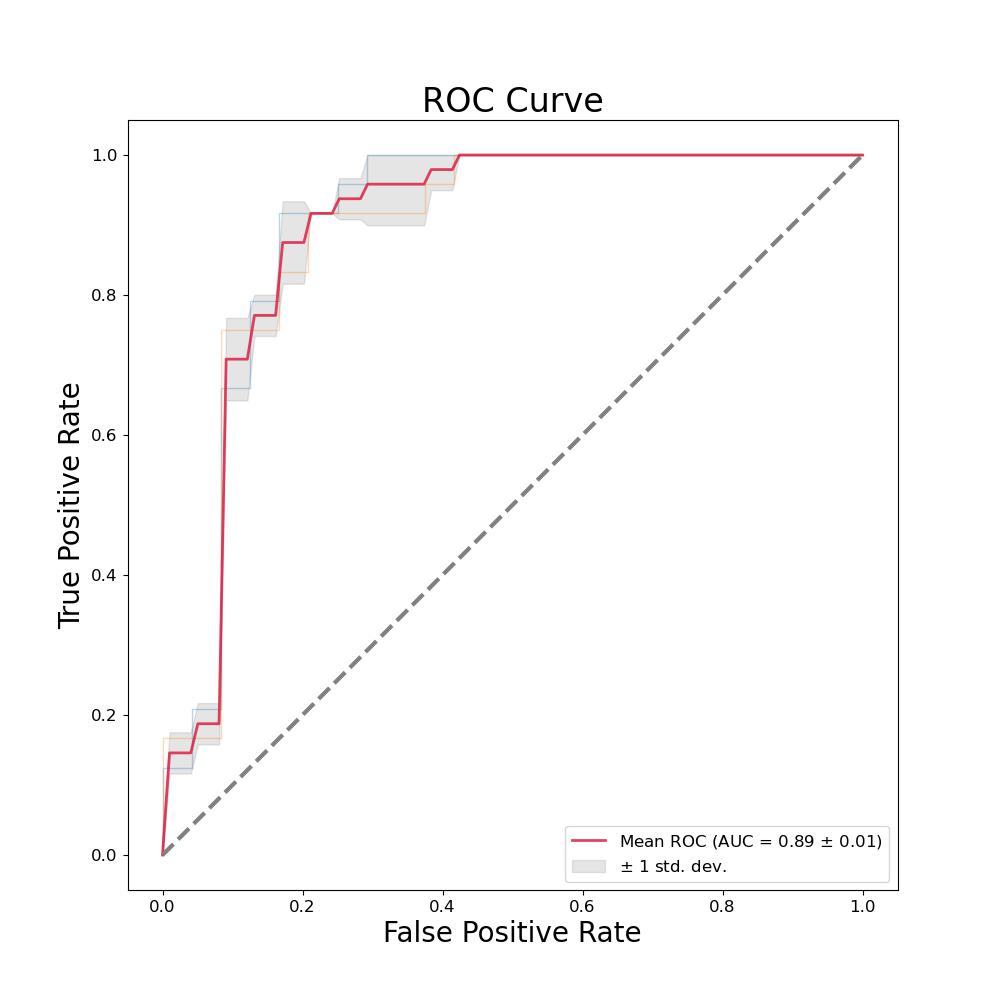 ROC Curve
1.0
0.8
0.6
0.4
0.2
0.0
True Positive Rate
Mean ROC (AUC = 0.89 ± 0.01)
± 1 std. dev.
0.0 0.2 0.4 0.6 0.8 1.0
False Positive Rate